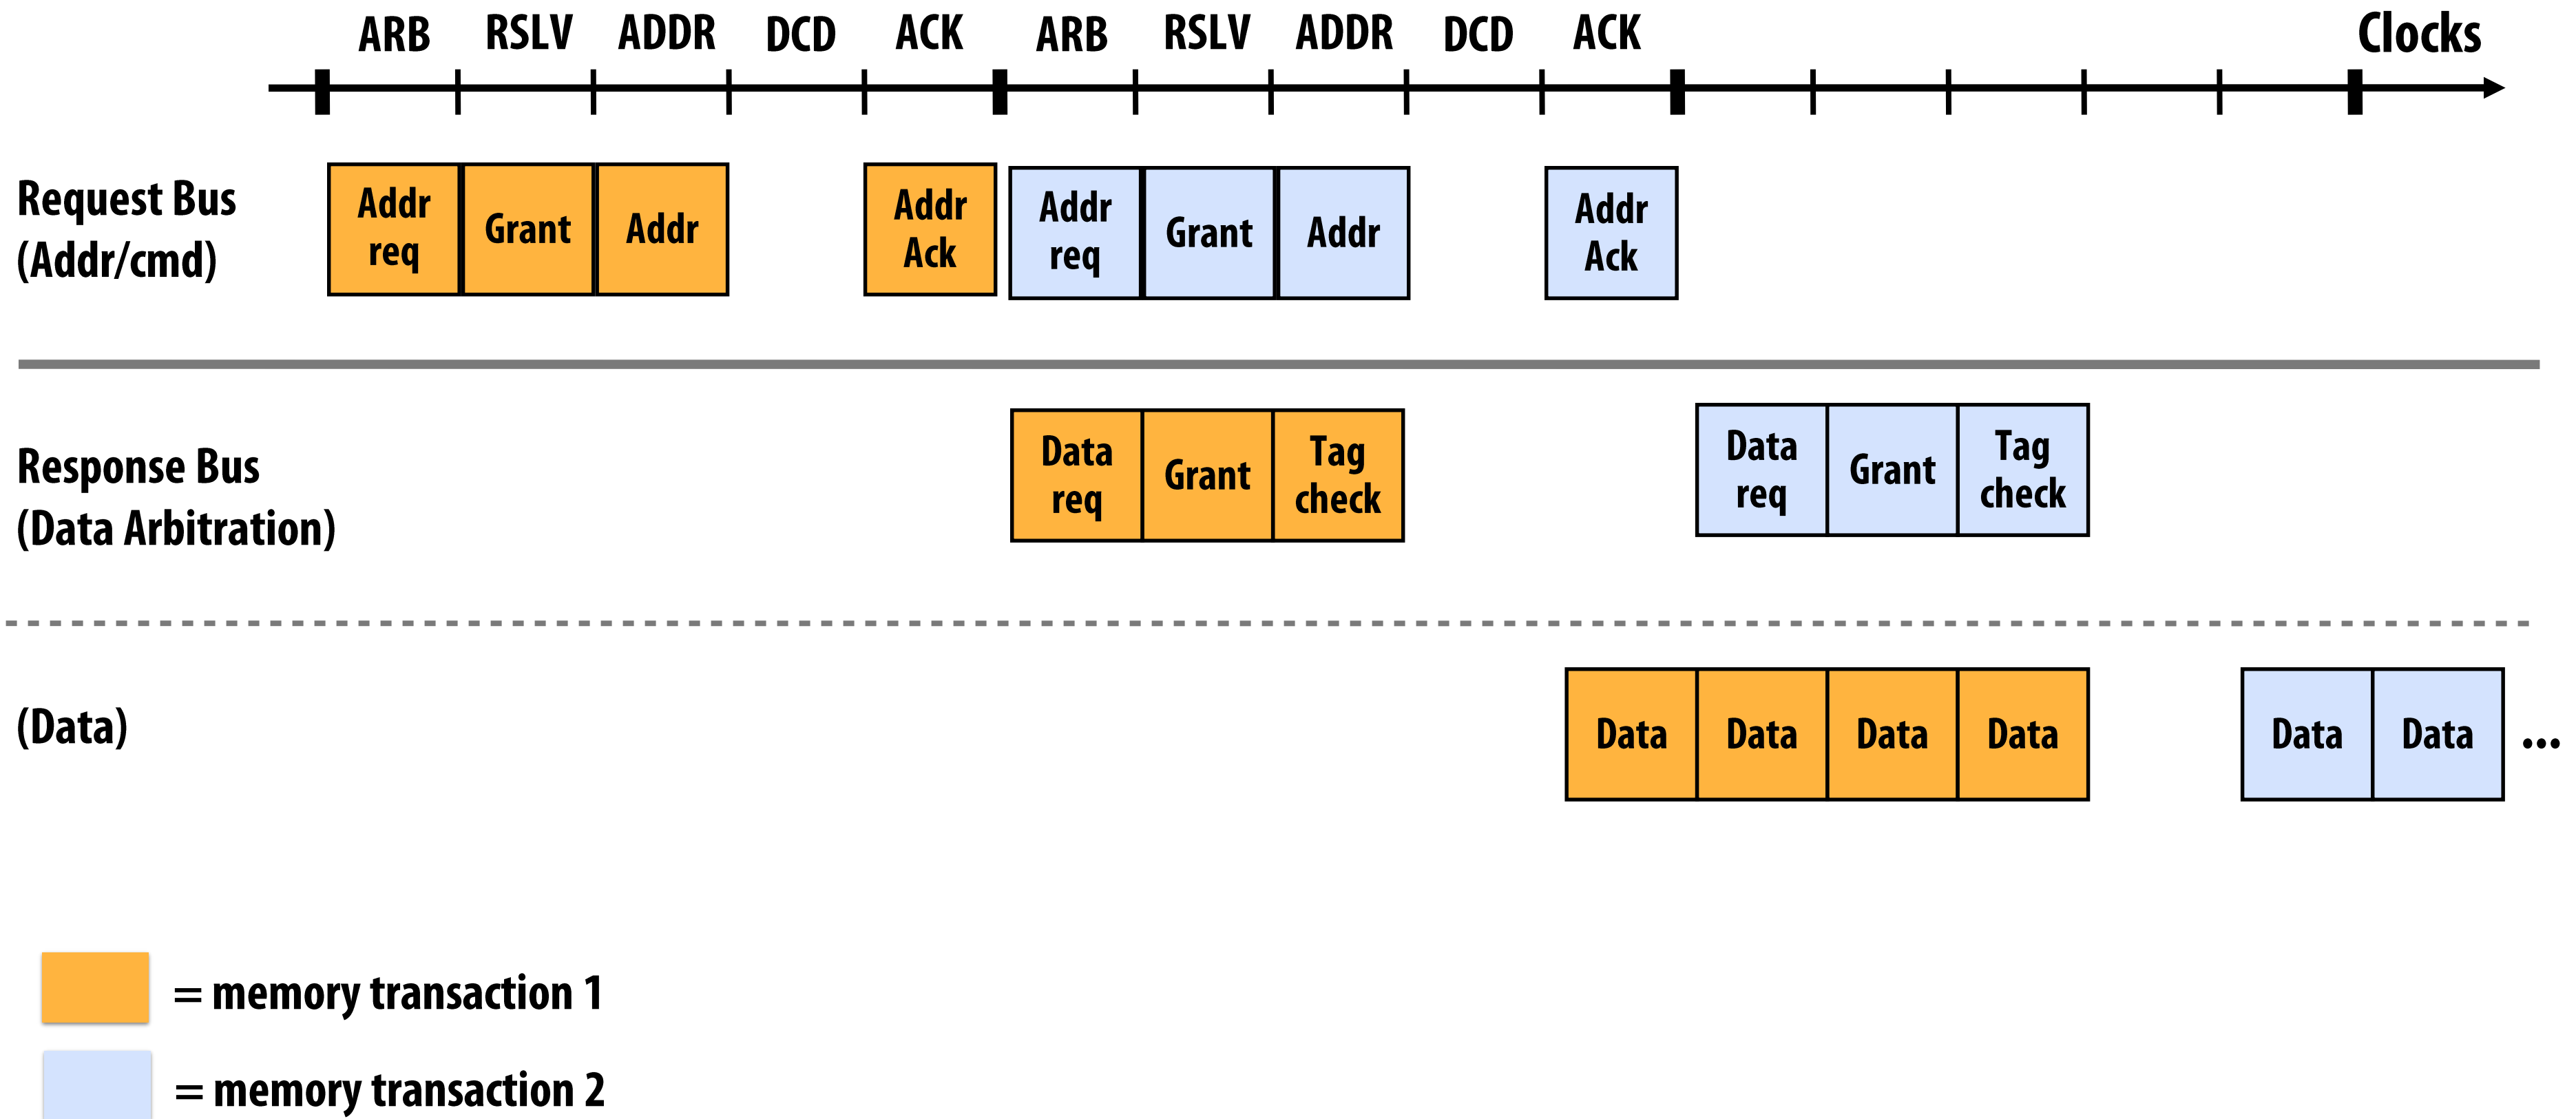 ARB RSLV ADDR DCD ACK ARB RSLV ADDR DCD ACK Clocks
Request Bus
(Addr/cmd)
Addr
req
Grant
Addr
Addr
Ack
Addr
req
Grant
Addr
Addr
Ack
Response Bus
(Data Arbitration)
Data
req
Grant
Tag
check
Data
req
Grant
Tag
check
(Data)
Data Data Data Data Data Data ...
= memory transaction 1
= memory transaction 2